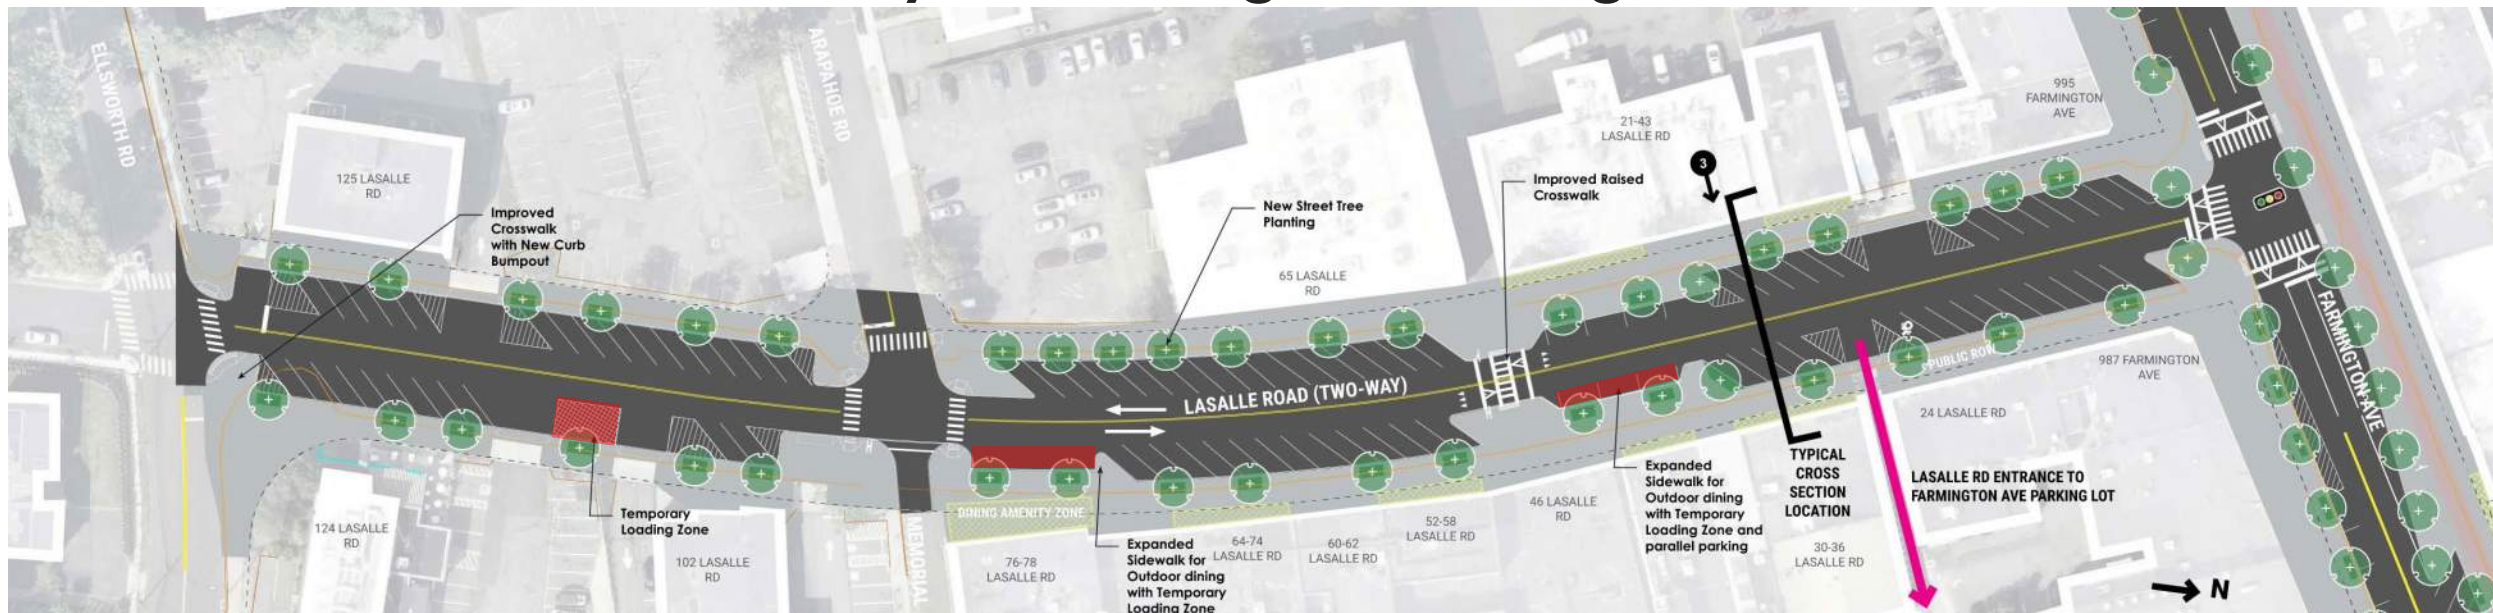 ELLSWORTH RD
ARAPAHOE RD
125 LASALLE
RD
Improved
Crosswalk
with New Curb
Bumpout
New Street Tree
Planting
65 LASALLE
RD
Improved Raised
Crosswalk
21-43
LASALLE RD
3
995
FARMINGTON
AVE
LASALLE ROAD (TWO-WAY)
PUBLIC ROW
FARMINGTON AVE
987 FARMINGTON
AVE
24 LASALLE RD
LASALLE RD ENTRANCE TO
FARMINGTON AVE PARKING LOT
TYPICAL
CROSS
SECTION
LOCATION
30-36
LASALLE RD
Expanded
Sidewalk for
Outdoor dining
with Temporary
Loading Zone and
parallel parking
46 LASALLE
RD
52-58
LASALLE RD
60-62
LASALLE RD
64-74
LASALLE RD
DINING AMENITY ZONE
Expanded
Sidewalk for
Outdoor dining
with Temporary
Loading Zone
76-78
LASALLE RD
MEMORIAL
102 LASALLE
RD
Temporary
Loading Zone
124 LASALLE
RD
N